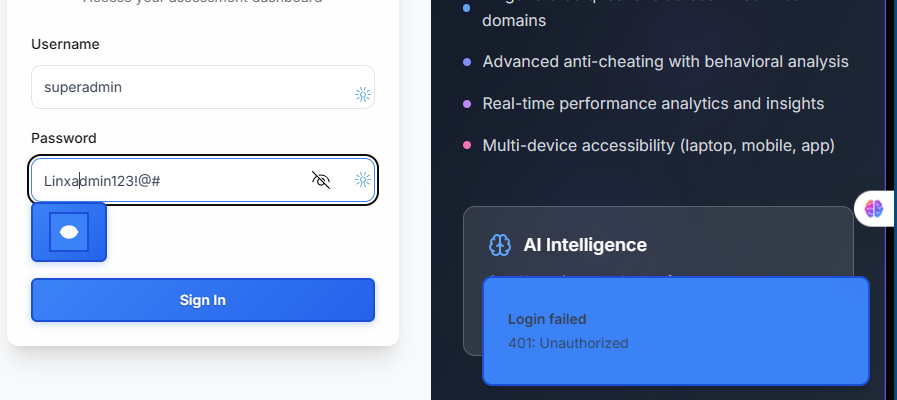 Access your assessment dashboard
Username
superadmin
Password
Linxadmin123!@#
Sign In
domains
Advanced anti-cheating with behavioral analysis
Real-time performance analytics and insights
Multi-device accessibility (laptop, mobile, app)
AI Intelligence
Login failed
401: Unauthorized